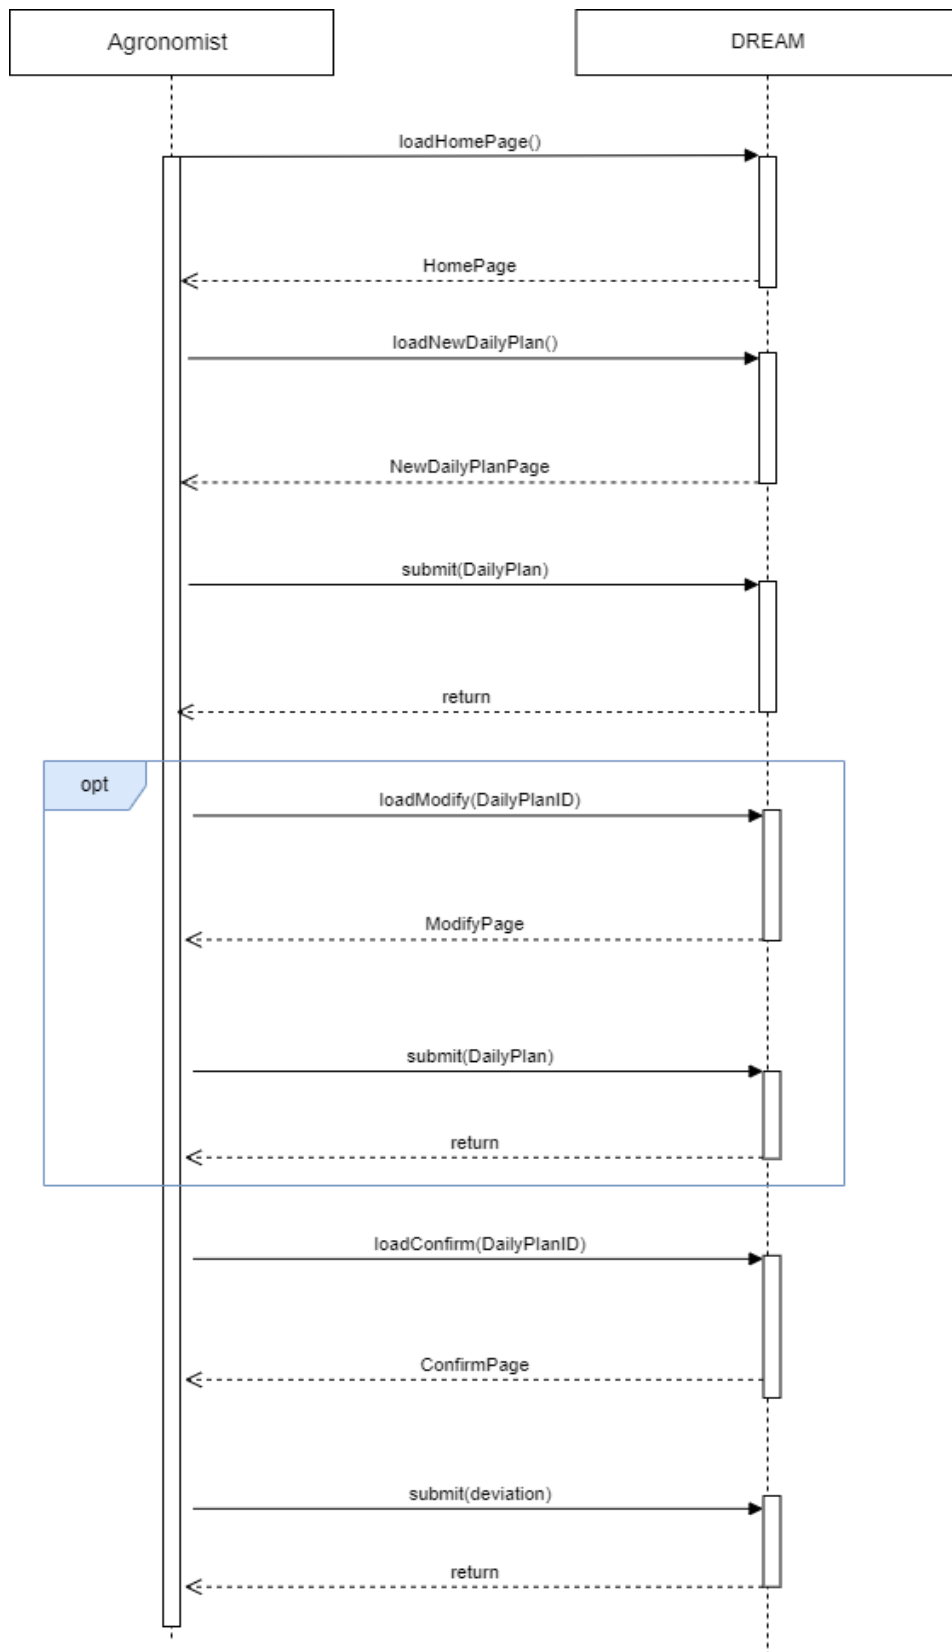 Agronomist
DREAM
loadHomePage()
HomePage
loadNewDailyPlan()
NewDailyPlanPage
submit(DailyPlan)
return
opt
loadModify(DailyPlanID)
ModifyPage
submit(DailyPlan)
return
loadConfirm(DailyPlanID)
ConfirmPage
submit(deviation)
return